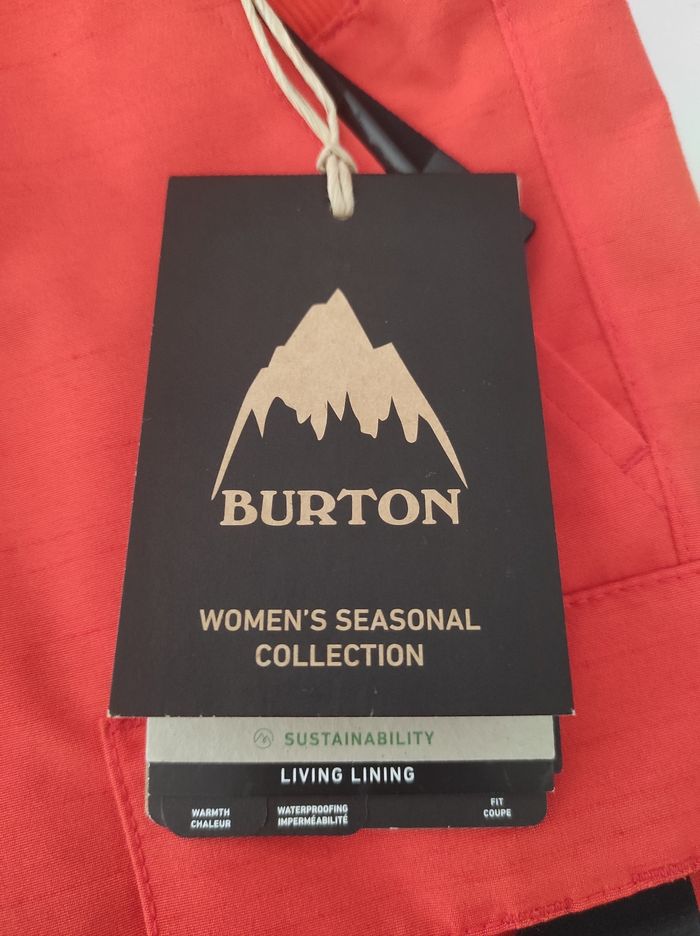 BURTON
WOMEN'S SEASONAL
COLLECTION
SUSTAINABILITY
LIVING LINING
WARMTH
CHALEUR
WATERPROOFING
IMPERMÉABILITÉ
FIT
COUPE